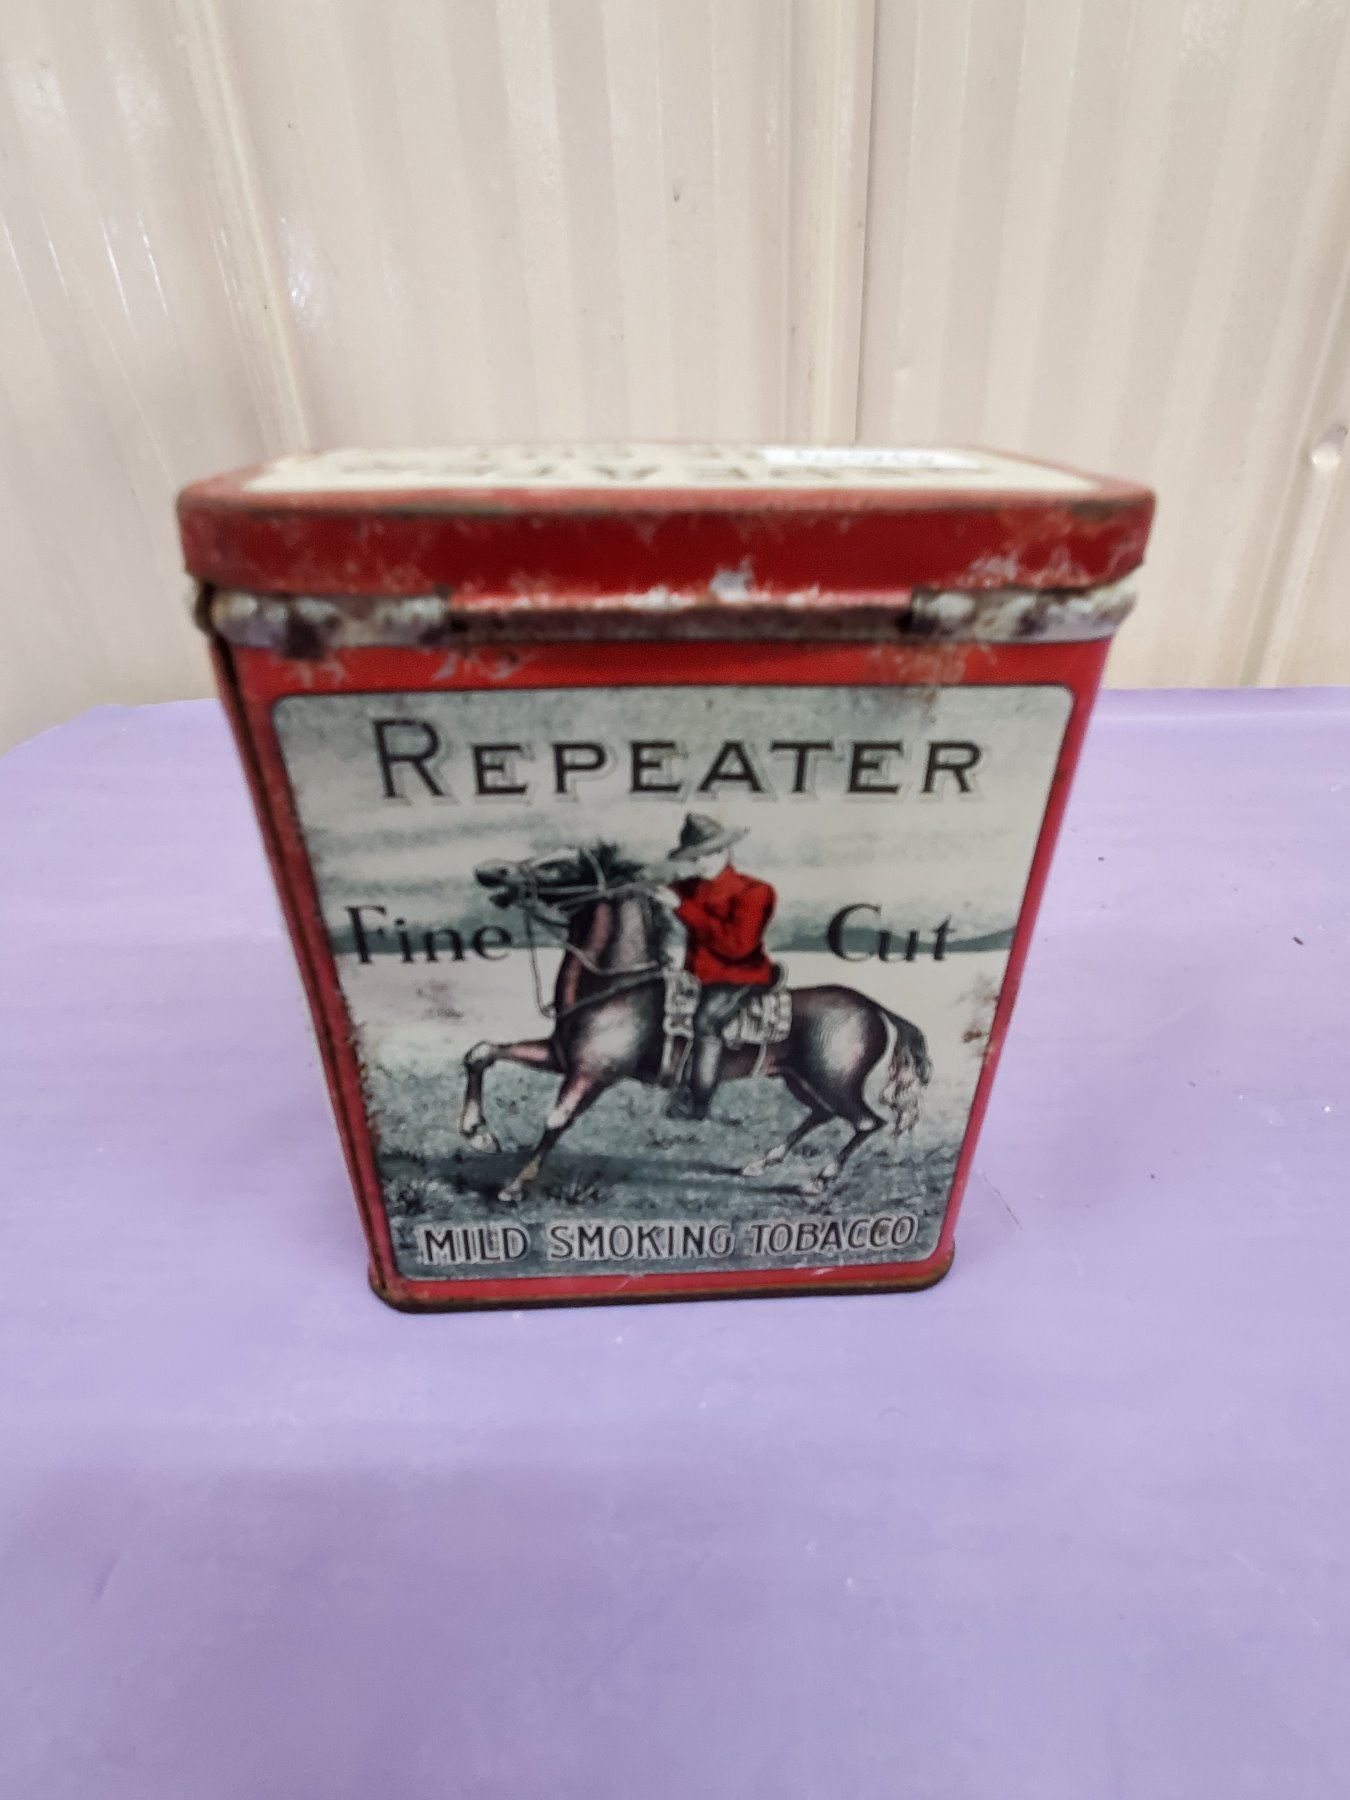 REPEATER
Fine Cut
MILD SMOKING TOBACCO